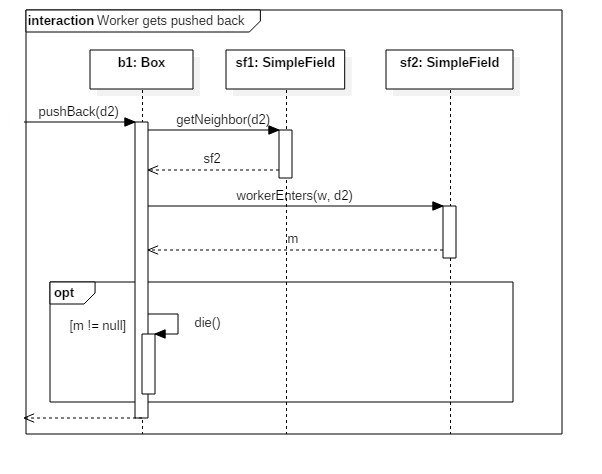 interaction Worker gets pushed back
b1: Box
sf1: SimpleField
sf2: SimpleField
pushBack(d2)
getNeighbor(d2)
sf2
workerEnters(w, d2)
m
opt
[m != null]
die()